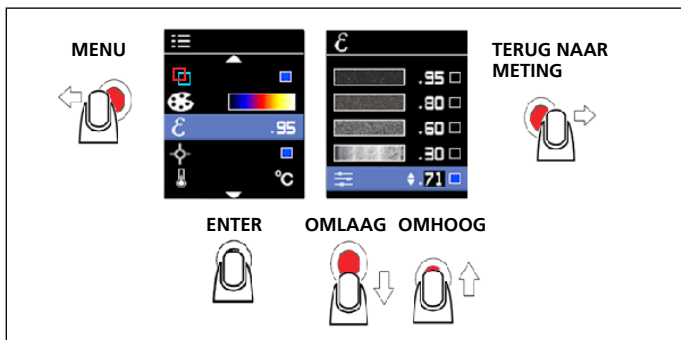 MENU
ε
TERUG NAAR
METING
.95
.80
ε .95
.60
.30
°C
.71
ENTER OMLAAG OMHOOG